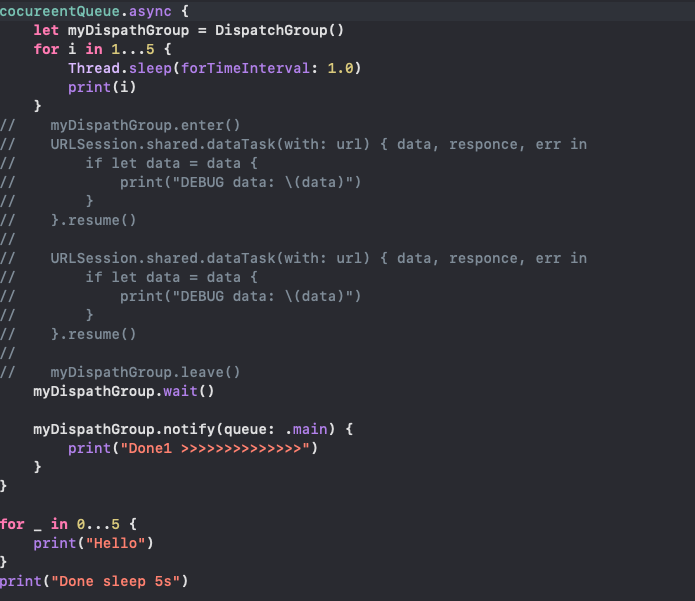 cocureentQueue.async {
    let myDispathGroup = DispatchGroup()
    for i in 1...5 {
        Thread.sleep(forTimeInterval: 1.0)
        print(i)
    }
//    myDispathGroup.enter()
//    URLSession.shared.dataTask(with: url) { data, responce, err in
//        if let data = data {
//            print("DEBUG data: \(data)")
//        }
//    }.resume()
//
//    URLSession.shared.dataTask(with: url) { data, responce, err in
//        if let data = data {
//            print("DEBUG data: \(data)")
//        }
//    }.resume()
//
//    myDispathGroup.leave()
    myDispathGroup.wait()

    myDispathGroup.notify(queue: .main) {
        print("Done1 >>>>>>>>>>>>>>")
    }
}

for _ in 0...5 {
    print("Hello")
}
print("Done sleep 5s")